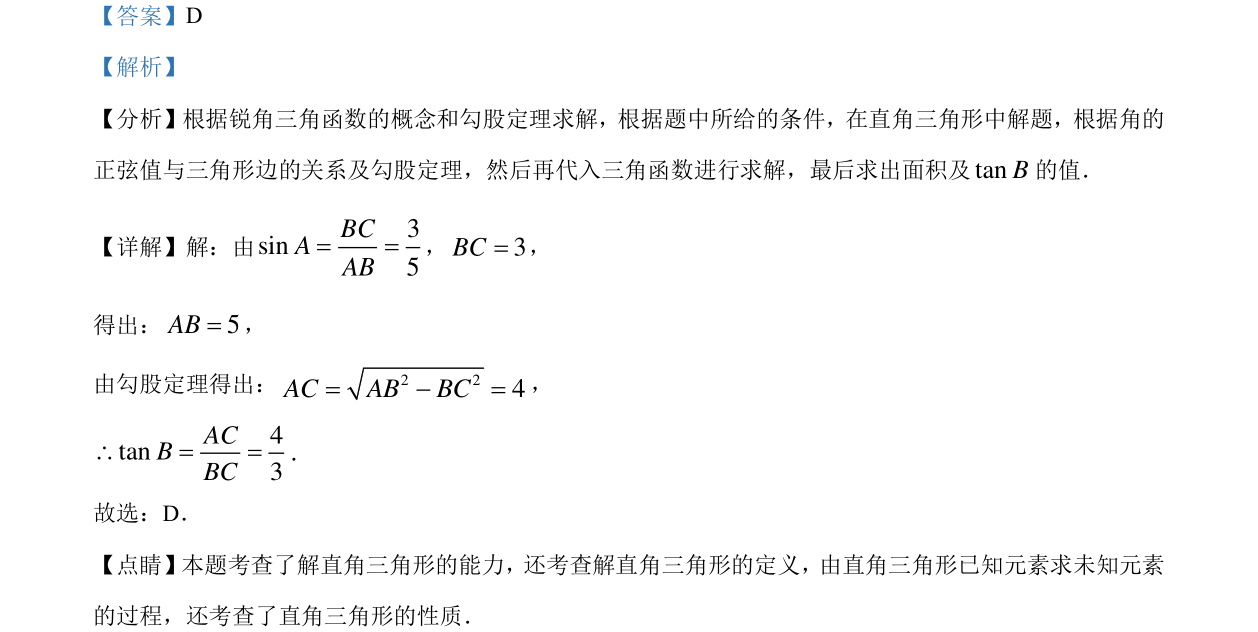 【答案】D
【解析】
【分析】根据锐角三角函数的概念和勾股定理求解，根据题中所给的条件，在直角三角形中解题，根据角的
正弦值与三角形边的关系及勾股定理，然后再代入三角函数进行求解，最后求出面积及 tan B 的值．
【详解】解：由 sin A = BC/AB = 3/5，BC = 3，
得出：AB = 5，
由勾股定理得出：AC = √(AB² − BC²) = 4，
∴ tan B = AC/BC = 4/3．
故选：D．
【点睛】本题考查了解直角三角形的能力，还考查解直角三角形的定义，由直角三角形已知元素求未知元素
的过程，还考查了直角三角形的性质．